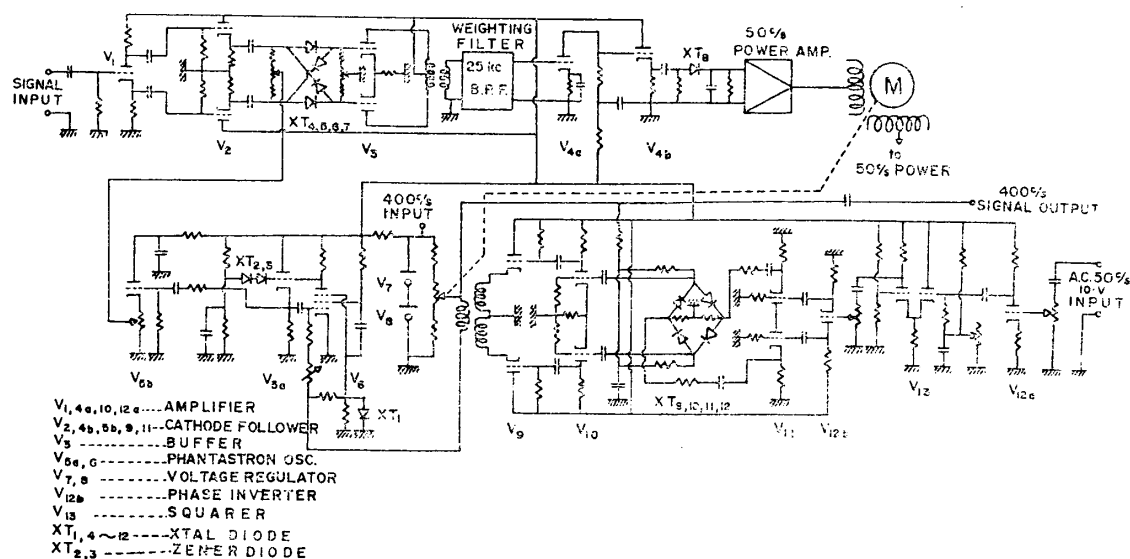 WEIGHTING
FILTER
25 kc
B.P.F.
50 c/s
POWER AMP.
M
V1
SIGNAL
INPUT
XT8
XT4,5,6,7
V2
V3
V4a
V4b
to
50 c/s POWER
400 c/s
INPUT
400 c/s
SIGNAL OUTPUT
XT2,3
V7
V8
A.C. 50 c/s
10-V
INPUT
V5b
V5a
V6
XT1
XT9,10,11,12
V9
V10
V11
V12b
V12
V12a
V1,4a,10,12a---- AMPLIFIER
V2,4b,5b,9,11-- CATHODE FOLLOWER
V3 ------------- BUFFER
V5a,6 --------- PHANTASTRON OSC.
V7,8 --------- VOLTAGE REGULATOR
V12b --------- PHASE INVERTER
V13 --------- SQUARER
XT1,4~12 ----- XTAL DIODE
XT2,3 --------- ZENER DIODE